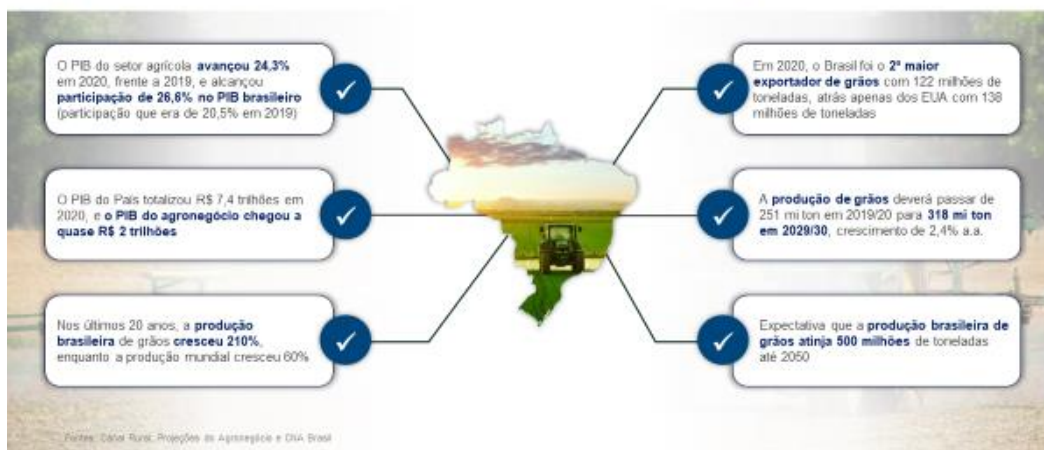 O PIB do setor agrícola avançou 24,3%
em 2020, frente a 2019, e alcançou
participação de 26,6% no PIB brasileiro
(participação que era de 20,5% em 2019)
O PIB do País totalizou R$ 7,4 trilhões em
2020, e o PIB do agronegócio chegou a
quase R$ 2 trilhões
Nos últimos 20 anos, a produção
brasileira de grãos cresceu 210%,
enquanto a produção mundial cresceu 60%
Em 2020, o Brasil foi o 2º maior
exportador de grãos com 122 milhões de
toneladas, atrás apenas dos EUA com 138
milhões de toneladas
A produção de grãos deverá passar de
251 mi ton em 2019/20 para 318 mi ton
em 2029/30, crescimento de 2,4% a.a.
Expectativa que a produção brasileira de
grãos atinja 500 milhões de toneladas
até 2050
Fontes: Canal Rural, Projeções do Agronegócio e CNA Brasil